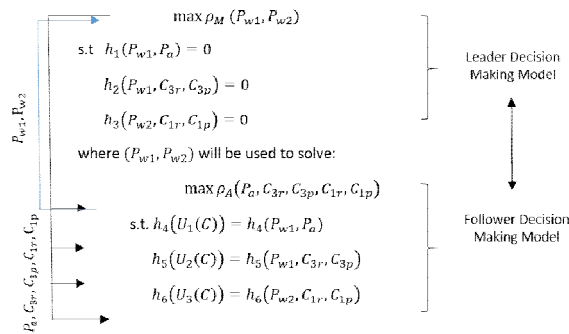 max ρ_M (P_w1, P_w2)
s.t h_1(P_w1, P_a) = 0
h_2(P_w1, C_3r, C_3p) = 0
h_3(P_w2, C_1r, C_1p) = 0
where (P_w1, P_w2) will be used to solve:
max ρ_A(P_a, C_3r, C_3p, C_1r, C_1p)
s.t. h_4(U_1(C)) = h_4(P_w1, P_a)
h_5(U_2(C)) = h_5(P_w1, C_3r, C_3p)
h_6(U_3(C)) = h_6(P_w2, C_1r, C_1p)
Leader Decision
Making Model
Follower Decision
Making Model
P_w1, P_w2
P_a, C_3r, C_3p, C_1r, C_1p